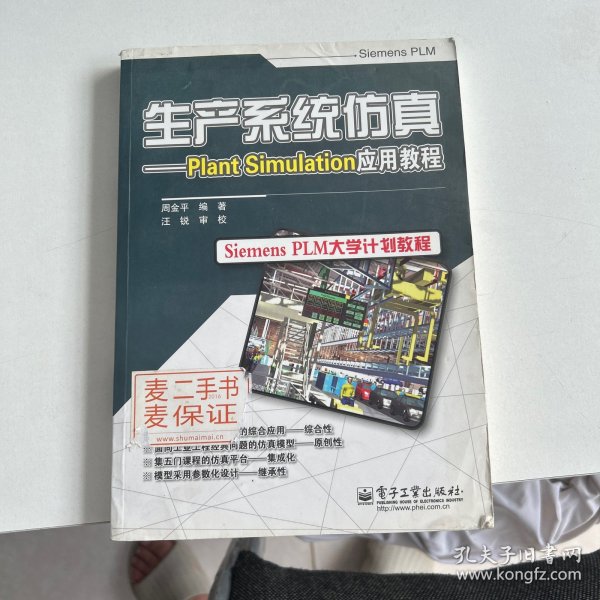 Siemens PLM
生产系统仿真
——Plant Simulation应用教程
周金平 编 著
汪 锐 审 校
Siemens PLM大学计划教程
麦二手书
麦保证
www.shumaimai.cn
的综合应用——综合性
面向工业工程经典问题的仿真模型——原创性
集五门课程的仿真平台——集成化
模型采用参数化设计——继承性
电子工业出版社
PUBLISHING HOUSE OF ELECTRONICS INDUSTRY
http://www.phei.com.cn
孔夫子旧书网
www.kongfz.com